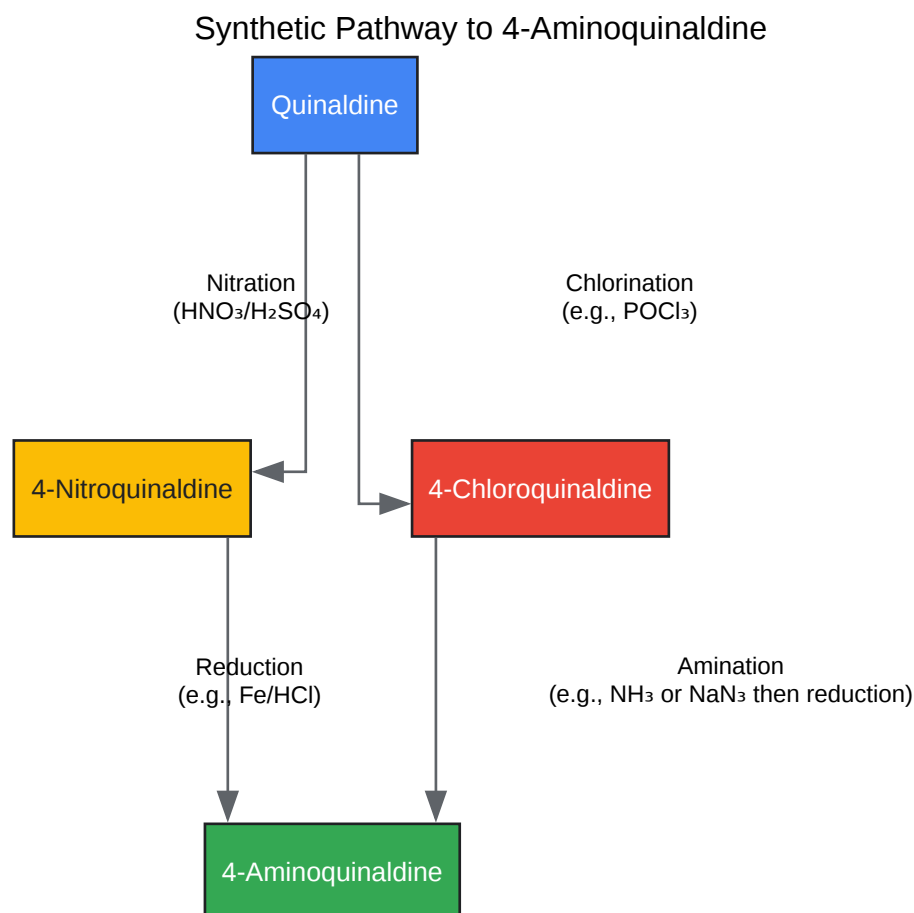 Synthetic Pathway to 4-Aminoquinaldine
Quinaldine
Nitration
(HNO₃/H₂SO₄)
Chlorination
(e.g., POCl₃)
4-Nitroquinaldine
4-Chloroquinaldine
Reduction
(e.g., Fe/HCl)
Amination
(e.g., NH₃ or NaN₃ then reduction)
4-Aminoquinaldine